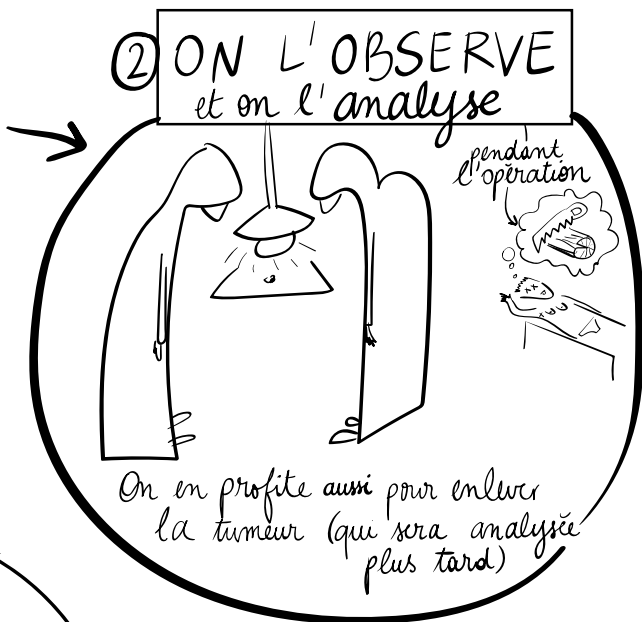 ② ON L'OBSERVE
et on l'analyse
pendant
l'opération
On en profite aussi pour enlever
la tumeur (qui sera analysée
plus tard)